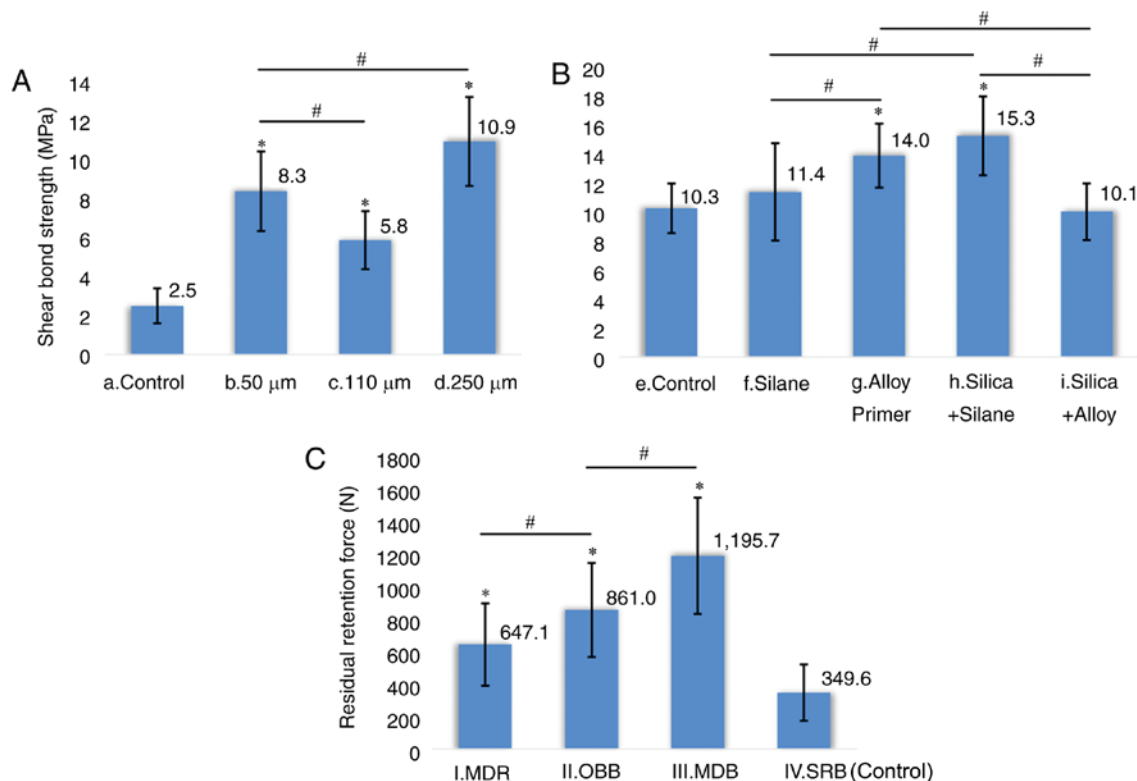 A
Shear bond strength (MPa)
14
12
10
8
6
4
2
0
#
#
*
*
*
2.5
8.3
5.8
10.9
a.Control
b.50 μm
c.110 μm
d.250 μm
B
20
18
16
14
12
10
8
6
4
2
0
#
#
#
#
*
*
10.3
11.4
14.0
15.3
10.1
e.Control
f.Silane
g.Alloy
Primer
h.Silica
+Silane
i.Silica
+Alloy
C
Residual retention force (N)
1800
1600
1400
1200
1000
800
600
400
200
0
#
#
*
*
*
647.1
861.0
1,195.7
349.6
I.MDR
II.OBB
III.MDB
IV.SRB (Control)